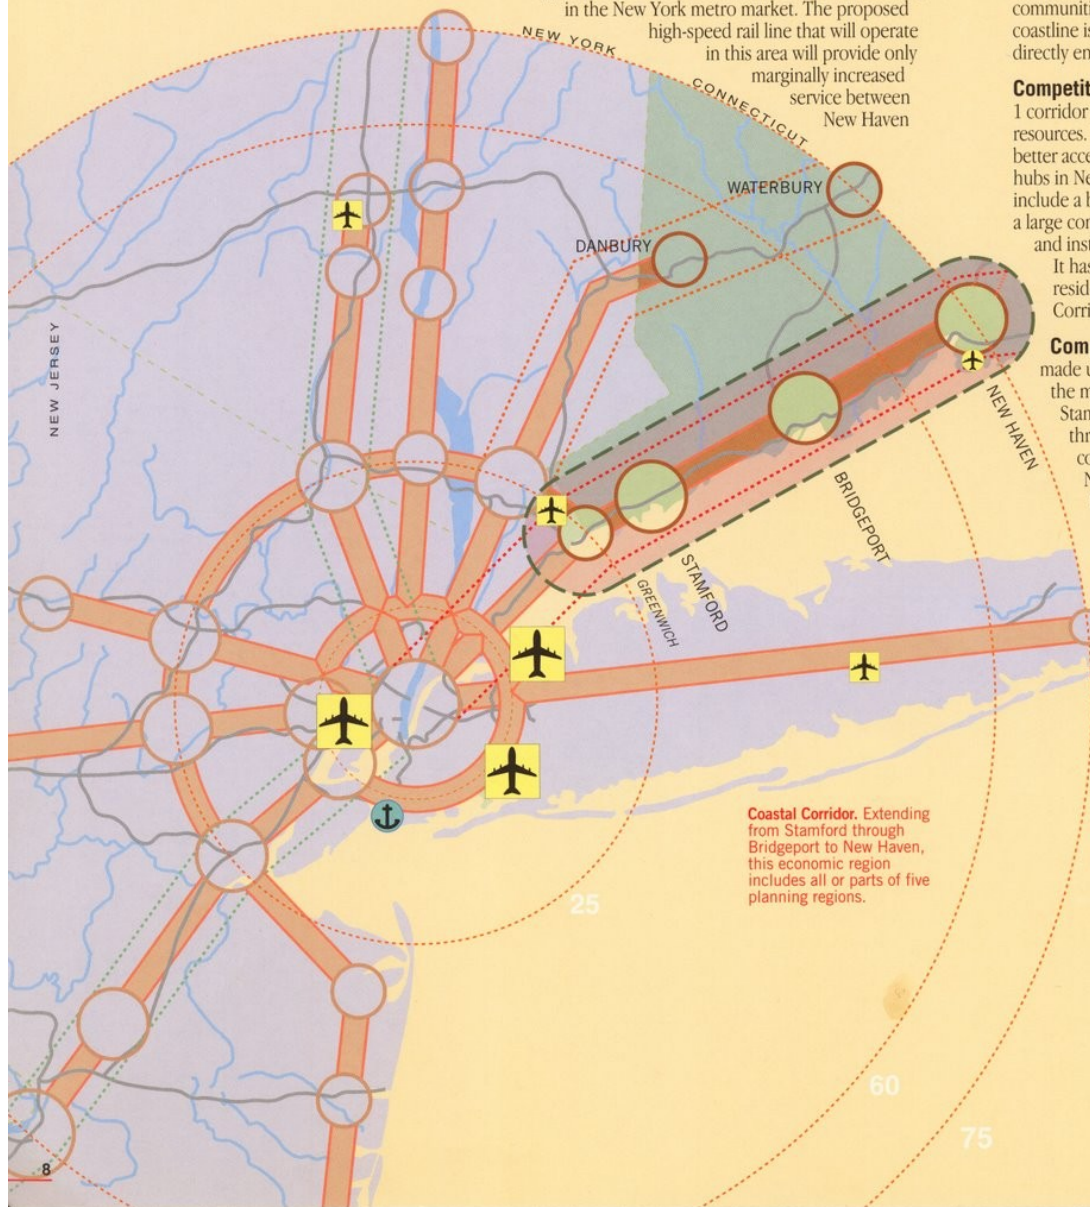 in the New York metro market. The proposed
high-speed rail line that will operate
in this area will provide only
marginally increased
service between
New Haven
communiti
coastline is
directly en
Competit
1 corridor
resources.
better acce
hubs in Ne
include a b
a large con
and inst
It has
resid
Corri
Com
made u
the m
Stan
thr
co
N
NEW YORK
CONNECTICUT
NEW JERSEY
WATERBURY
DANBURY
NEW HAVEN
BRIDGEPORT
STAMFORD
GREENWICH
Coastal Corridor. Extending
from Stamford through
Bridgeport to New Haven,
this economic region
includes all or parts of five
planning regions.
25
60
75
8